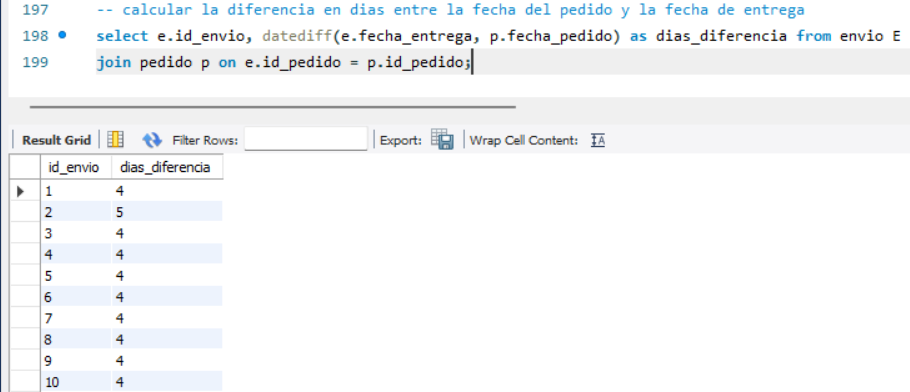 197 -- calcular la diferencia en dias entre la fecha del pedido y la fecha de entrega
198 select e.id_envio, datediff(e.fecha_entrega, p.fecha_pedido) as dias_diferencia from envio E
199 join pedido p on e.id_pedido = p.id_pedido;
Result Grid Filter Rows: Export: Wrap Cell Content: IA
id_envio dias_diferencia
1 4
2 5
3 4
4 4
5 4
6 4
7 4
8 4
9 4
10 4